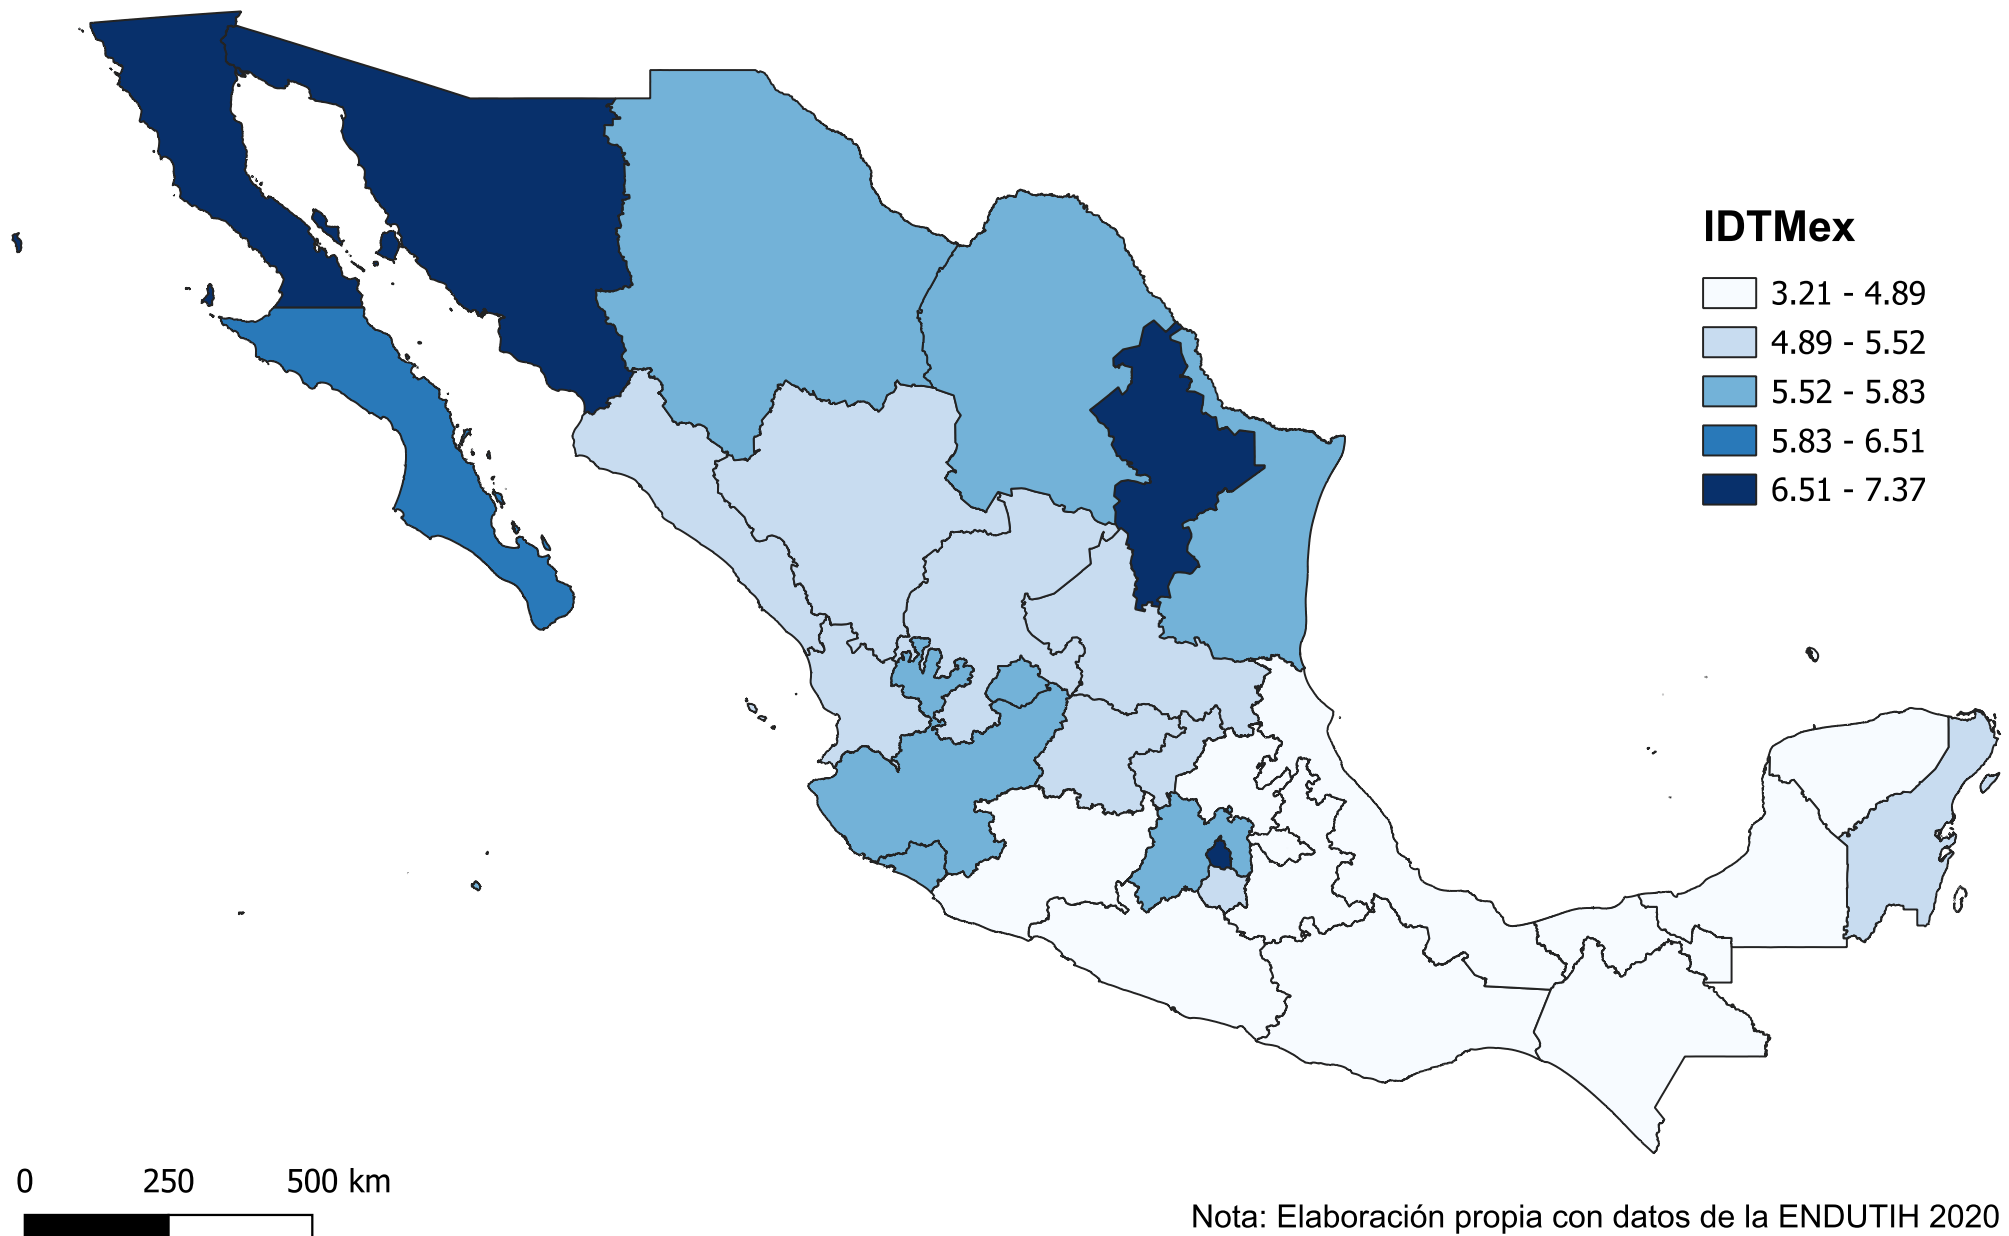 IDTMex
3.21 - 4.89
4.89 - 5.52
5.52 - 5.83
5.83 - 6.51
6.51 - 7.37
0 250 500 km
Nota: Elaboración propia con datos de la ENDUTIH 2020